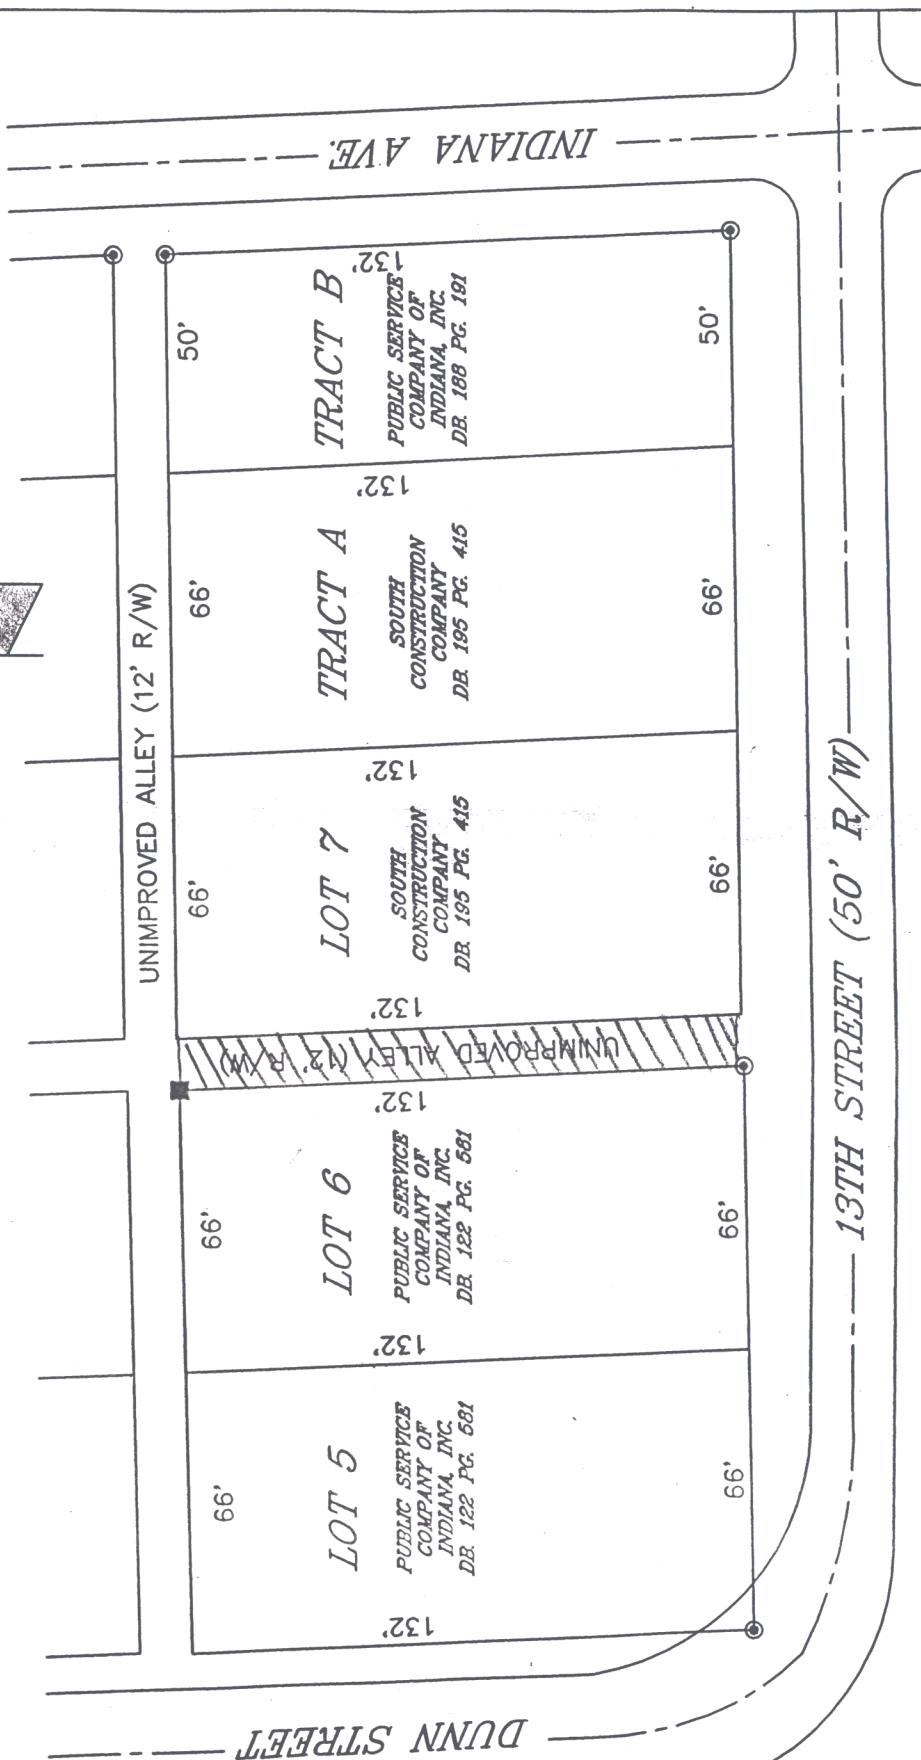 INDIANA AVE.
132'
TRACT B
PUBLIC SERVICE
COMPANY OF
INDIANA, INC.
DB. 188 PG. 191
50'
50'
132'
TRACT A
SOUTH
CONSTRUCTION
COMPANY
DB. 195 PG. 415
66'
66'
UNIMPROVED ALLEY (12' R/W)
132'
LOT 7
SOUTH
CONSTRUCTION
COMPANY
DB. 195 PG. 415
66'
66'
132'
UNIMPROVED ALLEY (12' R/W)
132'
LOT 6
PUBLIC SERVICE
COMPANY OF
INDIANA, INC.
DB. 122 PG. 581
66'
66'
132'
LOT 5
PUBLIC SERVICE
COMPANY OF
INDIANA, INC.
DB. 122 PG. 581
66'
66'
132'
13TH STREET (50' R/W)
DUNN STREET